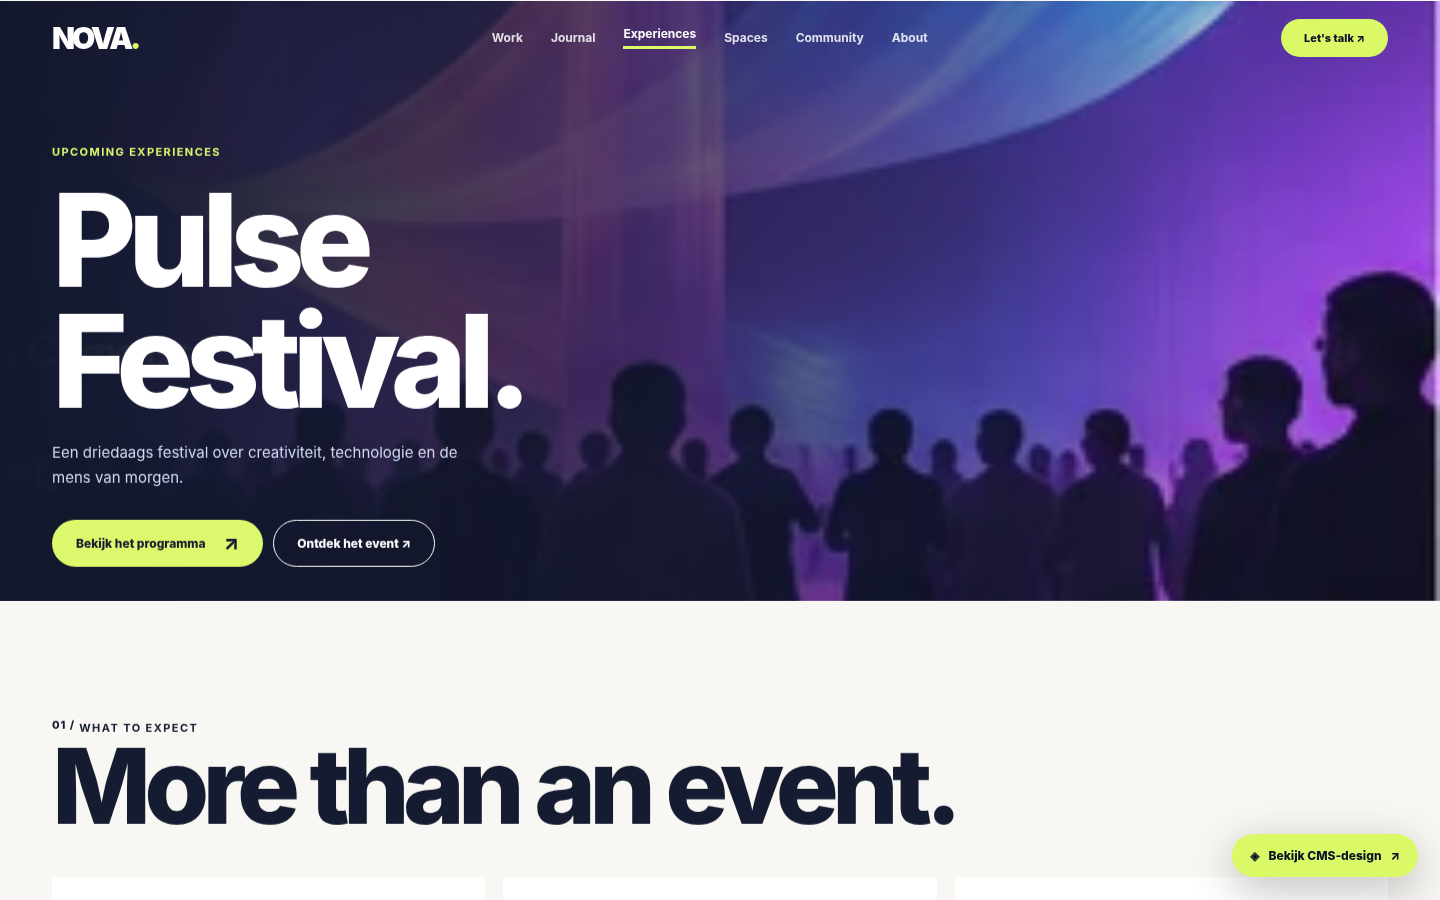 NOVA.
Work
Journal
Experiences
Spaces
Community
About
Let's talk ↗
UPCOMING EXPERIENCES
Pulse
Festival.
Een driedaags festival over creativiteit, technologie en de
mens van morgen.
Bekijk het programma ↗
Ontdek het event ↗
01 / WHAT TO EXPECT
More than an event.
◈ Bekijk CMS-design ↗